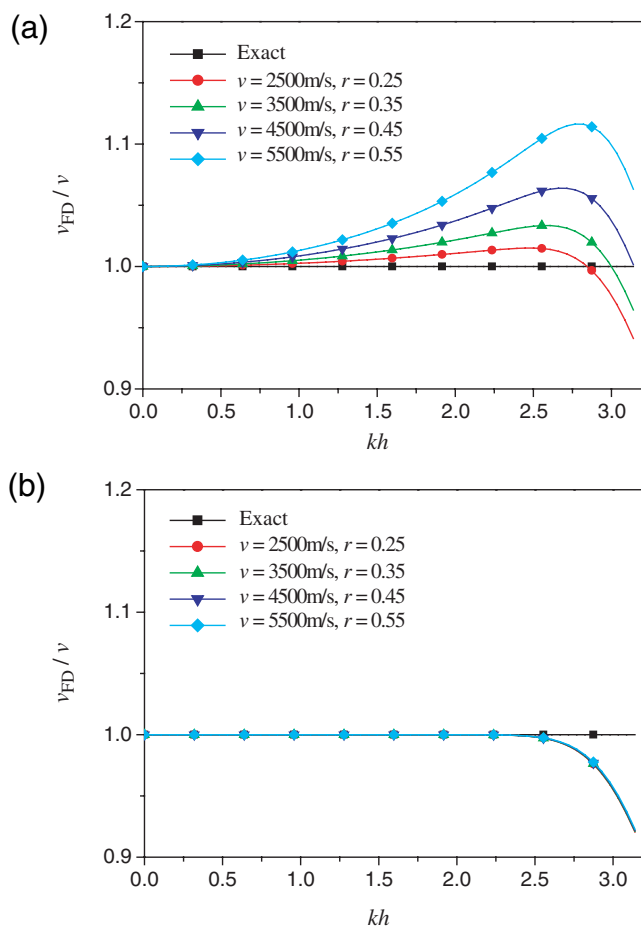 (a)
1.2
Exact
v = 2500m/s, r = 0.25
v = 3500m/s, r = 0.35
v = 4500m/s, r = 0.45
v = 5500m/s, r = 0.55
1.1
v_FD / v
1.0
0.9
0.0 0.5 1.0 1.5 2.0 2.5 3.0
kh
(b)
1.2
Exact
v = 2500m/s, r = 0.25
v = 3500m/s, r = 0.35
v = 4500m/s, r = 0.45
v = 5500m/s, r = 0.55
1.1
v_FD / v
1.0
0.9
0.0 0.5 1.0 1.5 2.0 2.5 3.0
kh